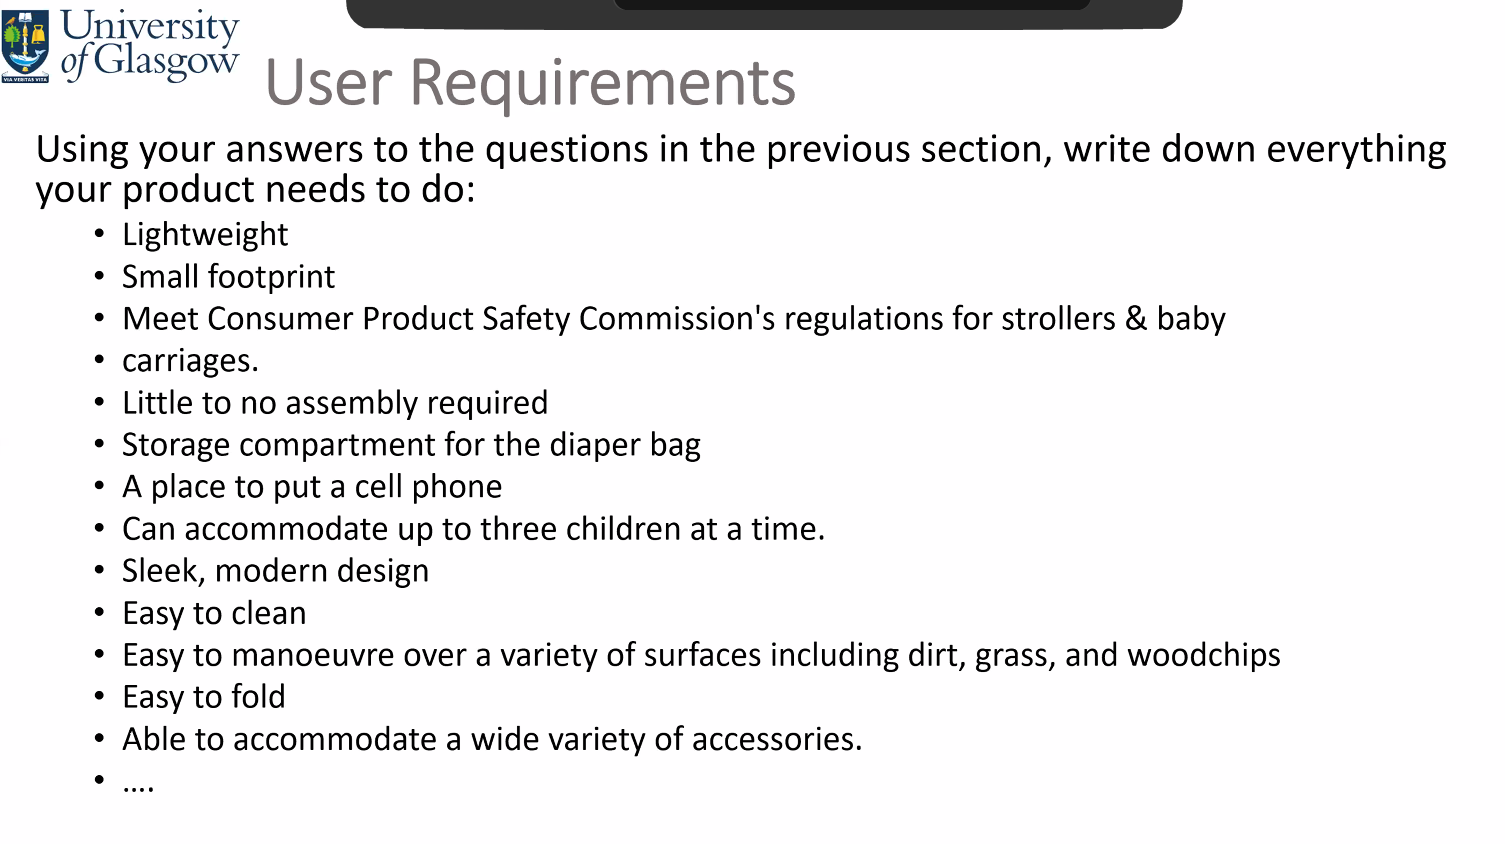 University
of Glasgow
VIA VERITAS VITA
User Requirements
Using your answers to the questions in the previous section, write down everything
your product needs to do:
• Lightweight
• Small footprint
• Meet Consumer Product Safety Commission's regulations for strollers & baby
• carriages.
• Little to no assembly required
• Storage compartment for the diaper bag
• A place to put a cell phone
• Can accommodate up to three children at a time.
• Sleek, modern design
• Easy to clean
• Easy to manoeuvre over a variety of surfaces including dirt, grass, and woodchips
• Easy to fold
• Able to accommodate a wide variety of accessories.
• ....